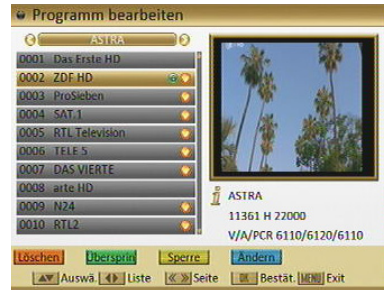 Programm bearbeiten
ASTRA
0001 Das Erste HD
0002 ZDF HD
0003 ProSieben
0004 SAT.1
0005 RTL Television
0006 TELE 5
0007 DAS VIERTE
0008 arte HD
0009 N24
0010 RTL2
ASTRA
11361 H 22000
V/A/PCR 6110/6120/6110
Löschen Übersprin Sperre Ändern
Auswä. Liste Seite OK Bestät. MENU Exit